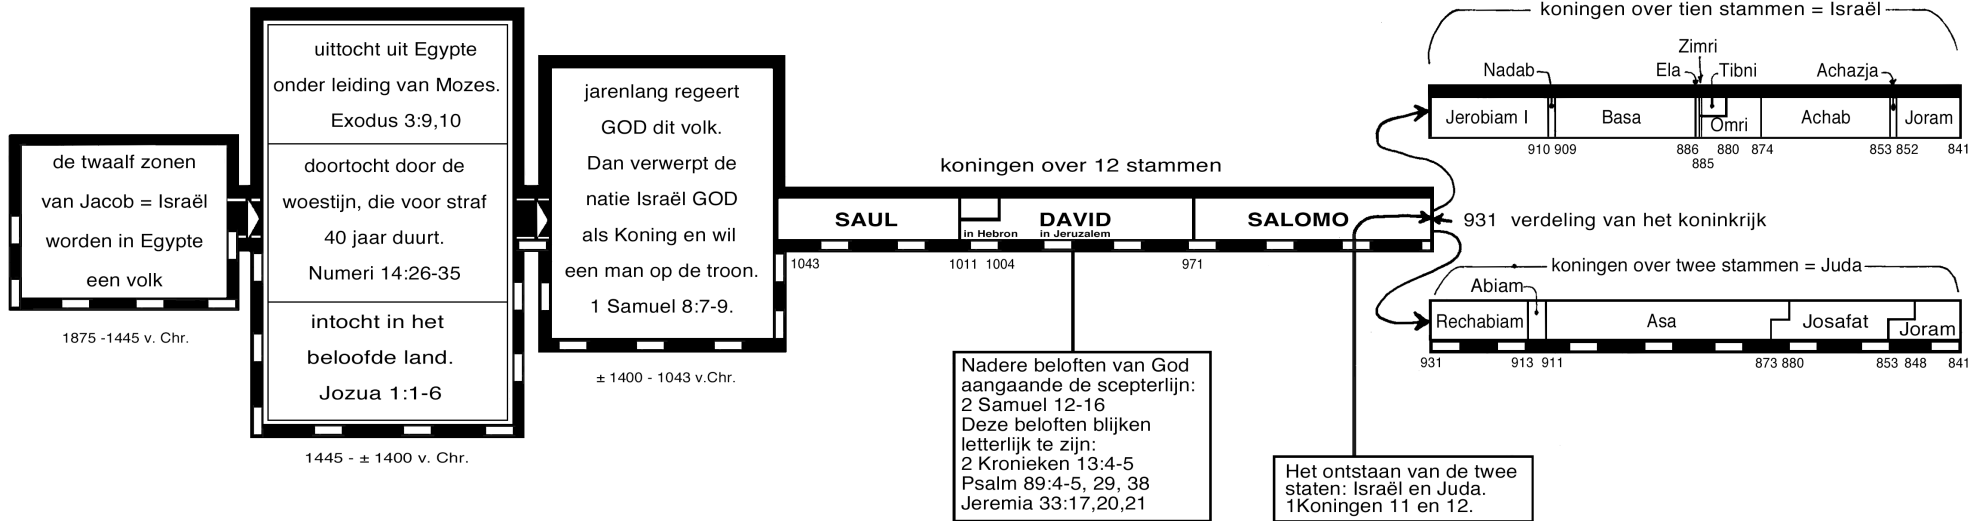 de twaalf zonen
van Jacob = Israël
worden in Egypte
een volk
1875 -1445 v. Chr.
uittocht uit Egypte
onder leiding van Mozes.
Exodus 3:9,10
doortocht door de
woestijn, die voor straf
40 jaar duurt.
Numeri 14:26-35
intocht in het
beloofde land.
Jozua 1:1-6
1445 - ± 1400 v. Chr.
jarenlang regeert
GOD dit volk.
Dan verwerpt de
natie Israël GOD
als Koning en wil
een man op de troon.
1 Samuel 8:7-9.
± 1400 - 1043 v.Chr.
koningen over 12 stammen
SAUL
in Hebron
DAVID
in Jeruzalem
SALOMO
1043
1011 1004
971
931 verdeling van het koninkrijk
Nadere beloften van God
aangaande de scepterlijn:
2 Samuel 12-16
Deze beloften blijken
letterlijk te zijn:
2 Kronieken 13:4-5
Psalm 89:4-5, 29, 38
Jeremia 33:17,20,21
Het ontstaan van de twee
staten: Israël en Juda.
1Koningen 11 en 12.
koningen over tien stammen = Israël
Zimri
Nadab
Ela
Tibni
Achazja
Jerobiam I
Basa
Omri
Achab
Joram
910 909
886
885
880
874
853 852
841
koningen over twee stammen = Juda
Abiam
Rechabiam
Asa
Josafat
Joram
931
913 911
873 880
853 848
841